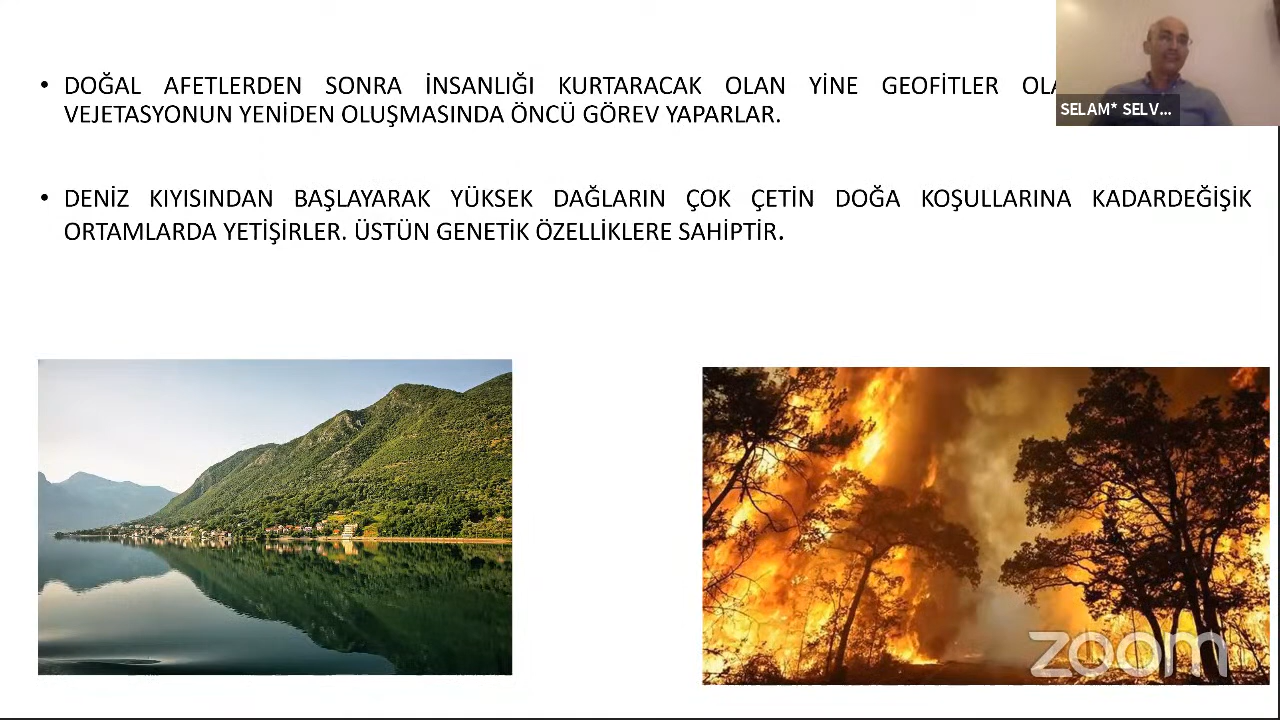 • DOĞAL AFETLERDEN SONRA İNSANLIĞI KURTARACAK OLAN YİNE GEOFİTLER
VEJETASYONUN YENİDEN OLUŞMASINDA ÖNCÜ GÖREV YAPARLAR.
• DENİZ KIYISINDAN BAŞLAYARAK YÜKSEK DAĞLARIN ÇOK ÇETİN DOĞA KOŞULLARINA KADARDEĞİŞİK
ORTAMLARDA YETİŞİRLER. ÜSTÜN GENETİK ÖZELLİKLERE SAHİPTİR.
SELAM* SELV...
zoom